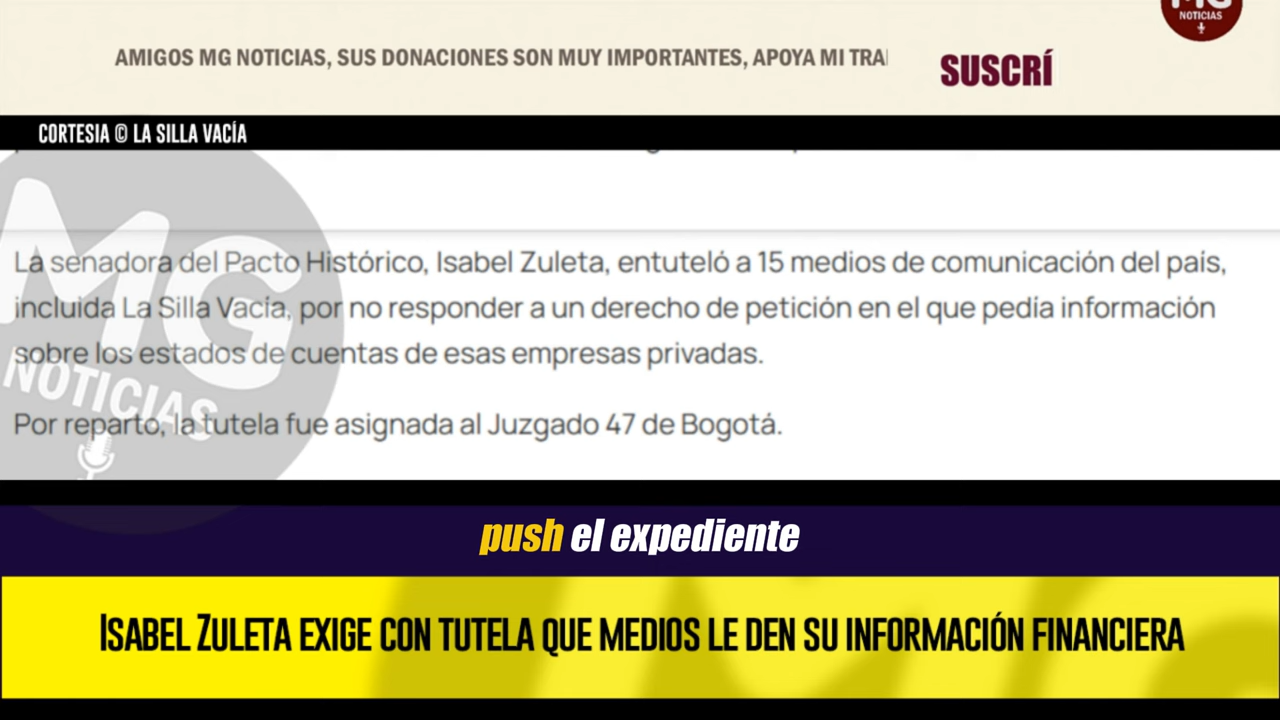 MG
NOTICIAS
AMIGOS MG NOTICIAS, SUS DONACIONES SON MUY IMPORTANTES, APOYA MI TRA
SUSCRÍ
CORTESIA © LA SILLA VACÍA
La senadora del Pacto Histórico, Isabel Zuleta, entuteló a 15 medios de comunicación del país,
incluida La Silla Vacía, por no responder a un derecho de petición en el que pedía información
sobre los estados de cuentas de esas empresas privadas.
Por reparto, la tutela fue asignada al Juzgado 47 de Bogotá.
MG
NOTICIAS
push el expediente
ISABEL ZULETA EXIGE CON TUTELA QUE MEDIOS LE DEN SU INFORMACIÓN FINANCIERA